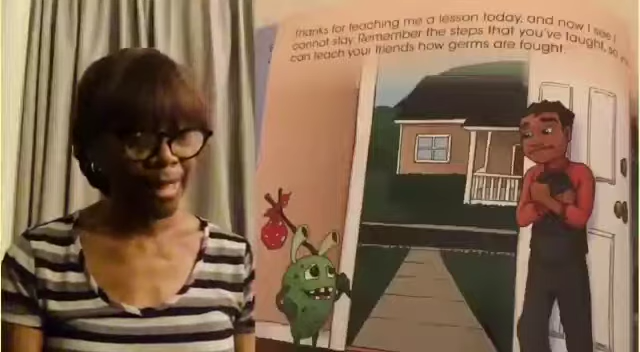 Thanks for teaching me a lesson today, and now I see I
cannot stay. Remember the steps that you've taught, so
can teach your friends how germs are fought